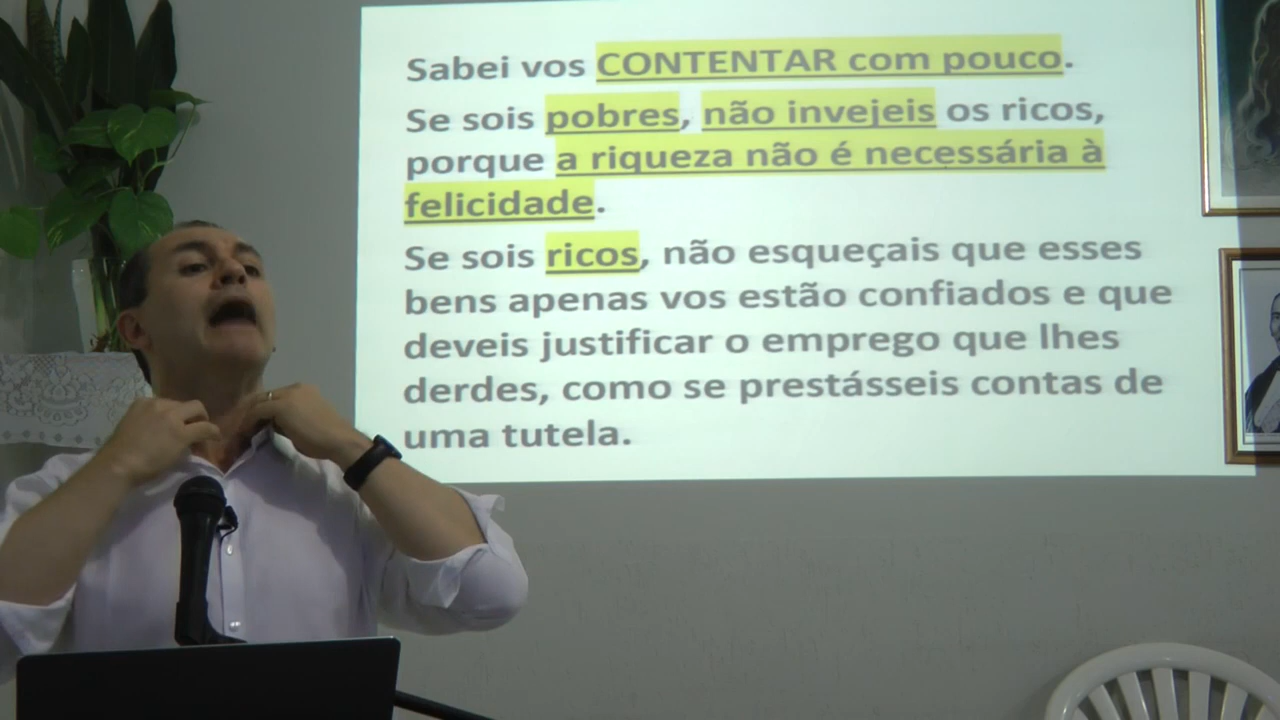 Sabei vos CONTENTAR com pouco.
Se sois pobres, não invejeis os ricos,
porque a riqueza não é necessária à
felicidade.
Se sois ricos, não esqueçais que esses
bens apenas vos estão confiados e que
deveis justificar o emprego que lhes
derdes, como se prestásseis contas de
uma tutela.